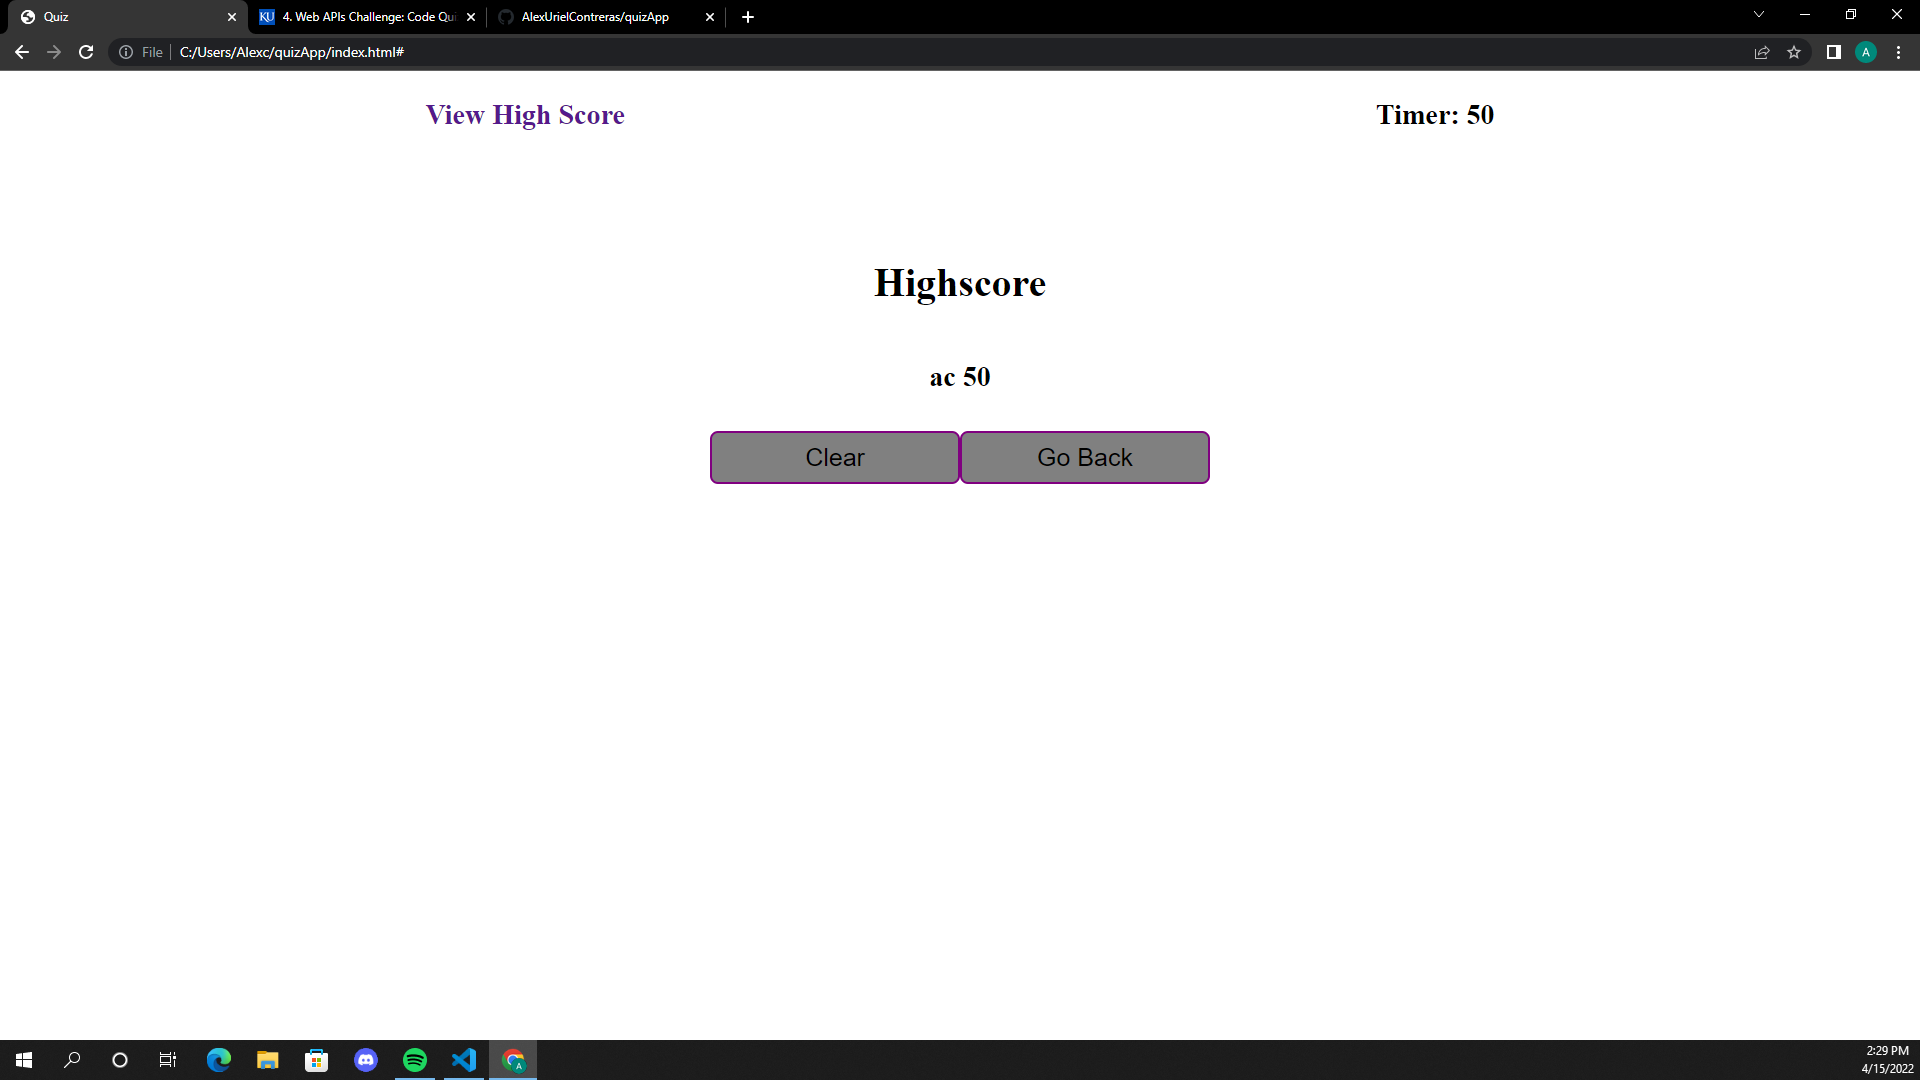 Quiz
KU 4. Web APIs Challenge: Code Qui
AlexUrielContreras/quizApp
File C:/Users/Alexc/quizApp/index.html#
A
View High Score
Timer: 50
Highscore
ac 50
Clear
Go Back
A
2:29 PM
4/15/2022